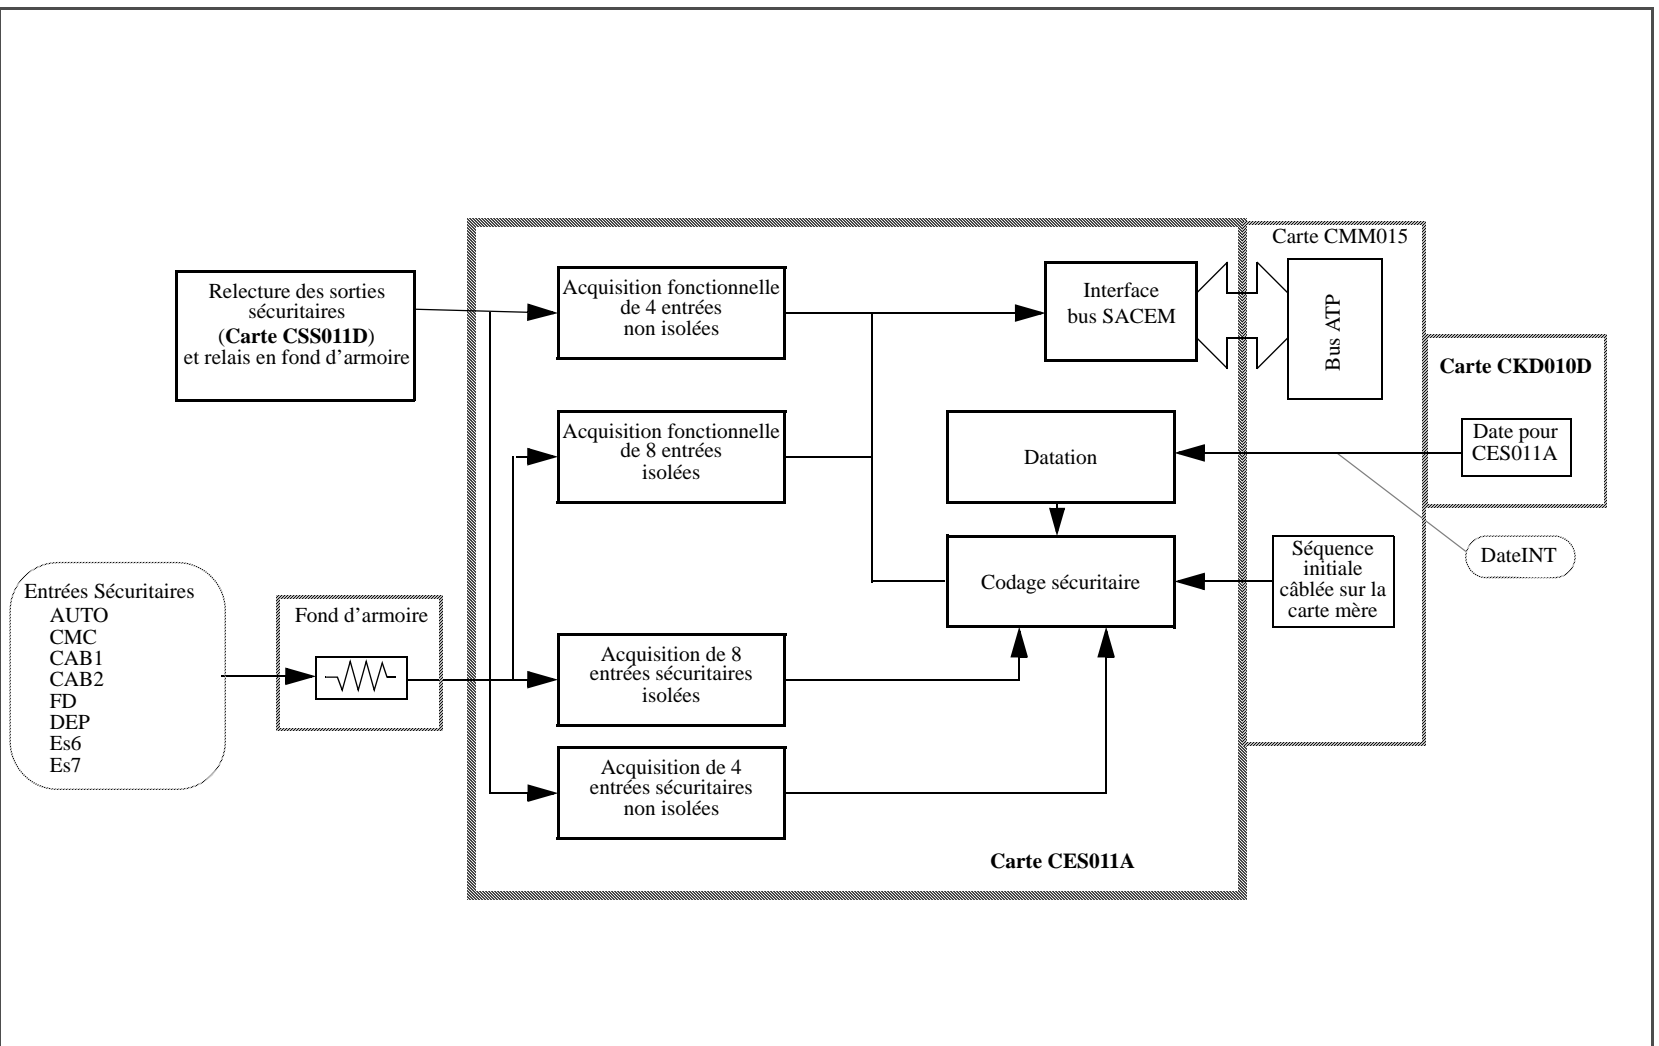 Carte CMM015
Relecture des sorties
sécuritaires
(Carte CSS011D)
et relais en fond d'armoire
Acquisition fonctionnelle
de 4 entrées
non isolées
Interface
bus SACEM
Bus ATP
Carte CKD010D
Acquisition fonctionnelle
de 8 entrées
isolées
Datation
Date pour
CES011A
DateINT
Codage sécuritaire
Séquence
initiale
câblée sur la
carte mère
Entrées Sécuritaires
AUTO
CMC
CAB1
CAB2
FD
DEP
Es6
Es7
Fond d'armoire
Acquisition de 8
entrées sécuritaires
isolées
Acquisition de 4
entrées sécuritaires
non isolées
Carte CES011A